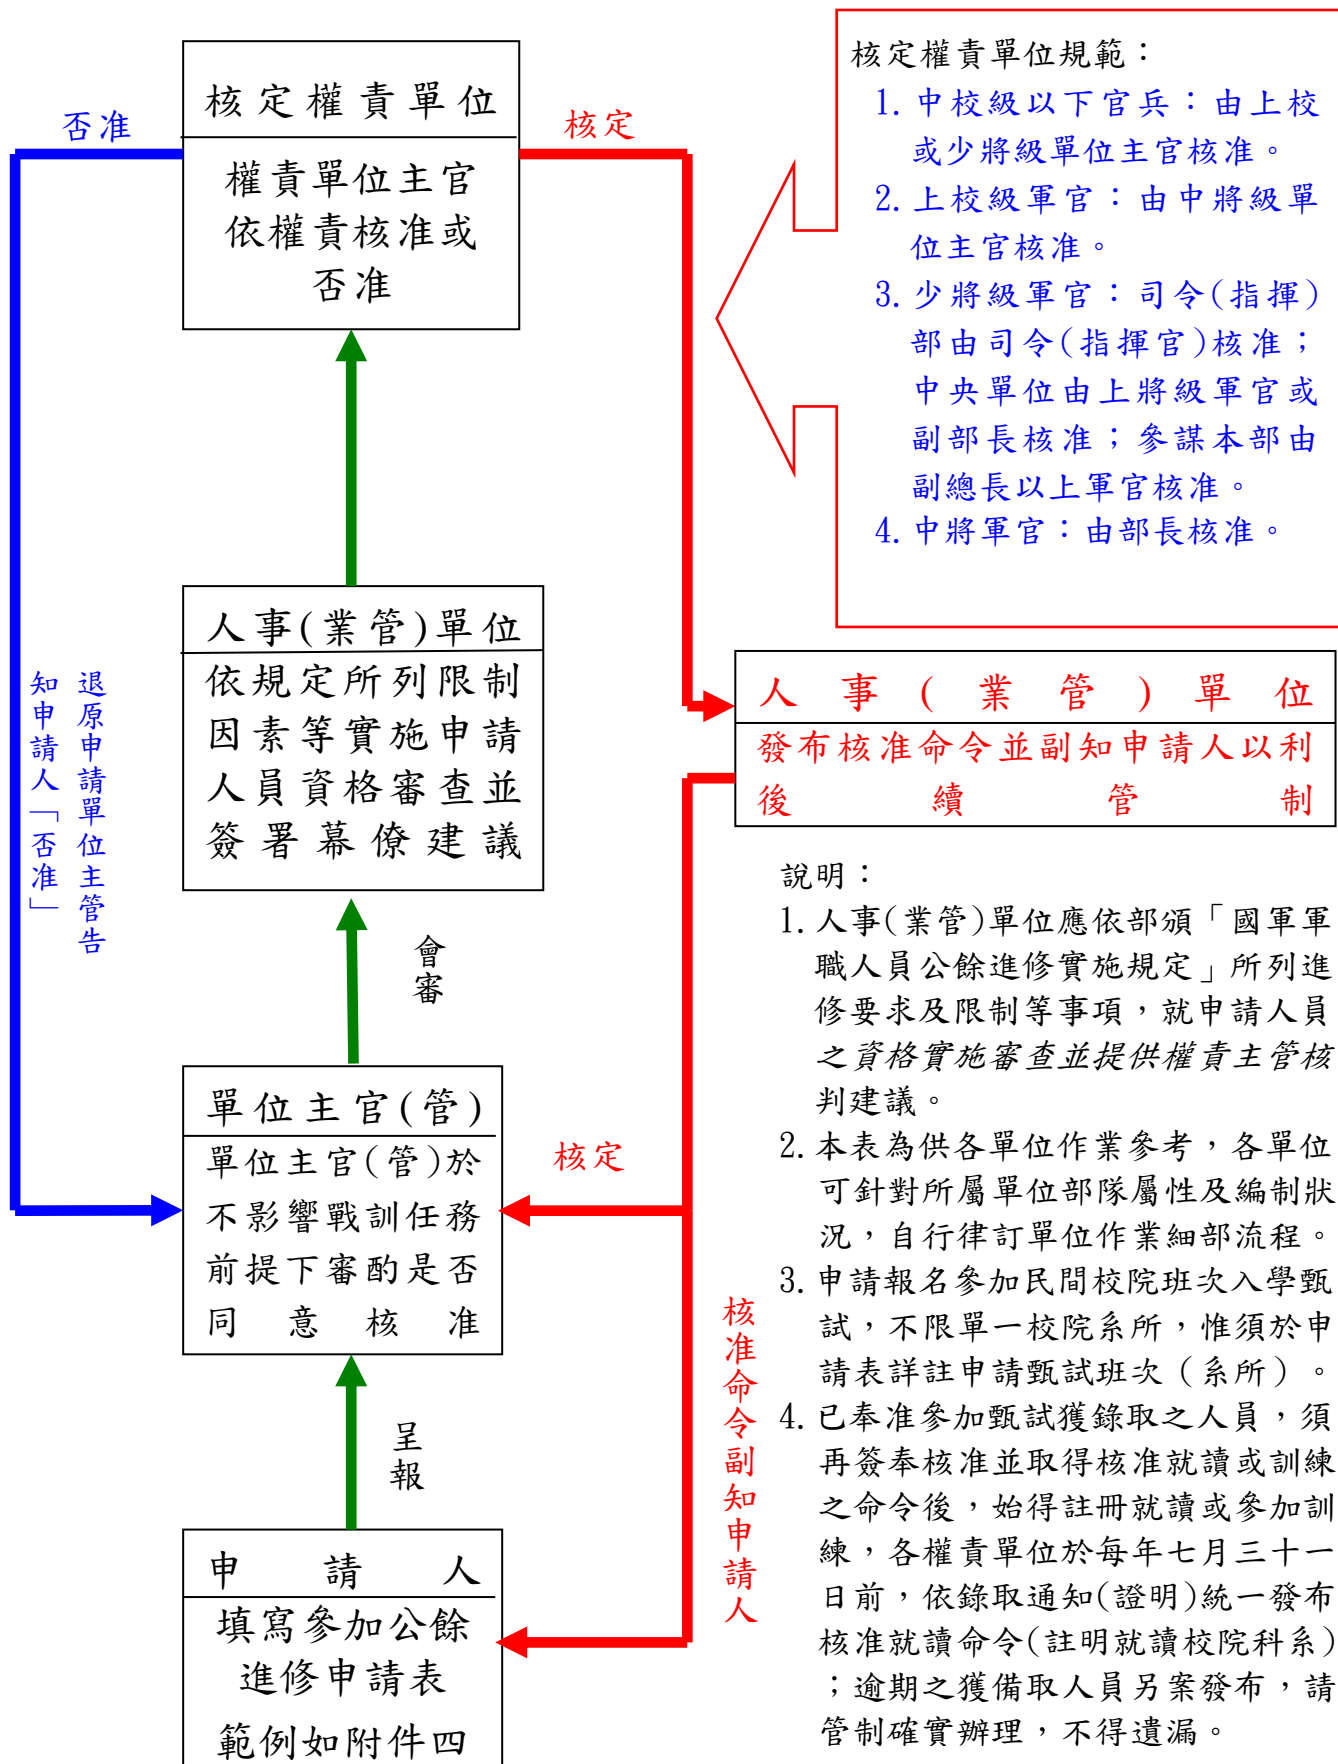 核定權責單位
權責單位主官
依權責核准或
否准
否准
核定
核定權責單位規範：
1. 中校級以下官兵：由上校
或少將級單位主官核准。
2. 上校級軍官：由中將級單
位主官核准。
3. 少將級軍官：司令(指揮)
部由司令(指揮官)核准；
中央單位由上將級軍官或
副部長核准；參謀本部由
副總長以上軍官核准。
4. 中將軍官：由部長核准。
人事(業管)單位
依規定所列限制
因素等實施申請
人員資格審查並
簽署幕僚建議
人事(業管)單位
發布核准命令並副知申請人以利
後續管制
退原申請單位主管告
知申請人「否准」
會審
單位主官(管)
單位主官(管)於
不影響戰訓任務
前提下審酌是否
同意核准
核定
呈報
核准命令副知申請人
申請人
填寫參加公餘
進修申請表
範例如附件四
說明：
1. 人事(業管)單位應依部頒「國軍軍
職人員公餘進修實施規定」所列進
修要求及限制等事項，就申請人員
之資格實施審查並提供權責主管核
判建議。
2. 本表為供各單位作業參考，各單位
可針對所屬單位部隊屬性及編制狀
況，自行律訂單位作業細部流程。
3. 申請報名參加民間校院班次入學甄
試，不限單一校院系所，惟須於申
請表詳註申請甄試班次（系所）。
4. 已奉准參加甄試獲錄取之人員，須
再簽奉核准並取得核准就讀或訓練
之命令後，始得註冊就讀或參加訓
練，各權責單位於每年七月三十一
日前，依錄取通知(證明)統一發布
核准就讀命令(註明就讀校院科系)
；逾期之獲備取人員另案發布，請
管制確實辦理，不得遺漏。